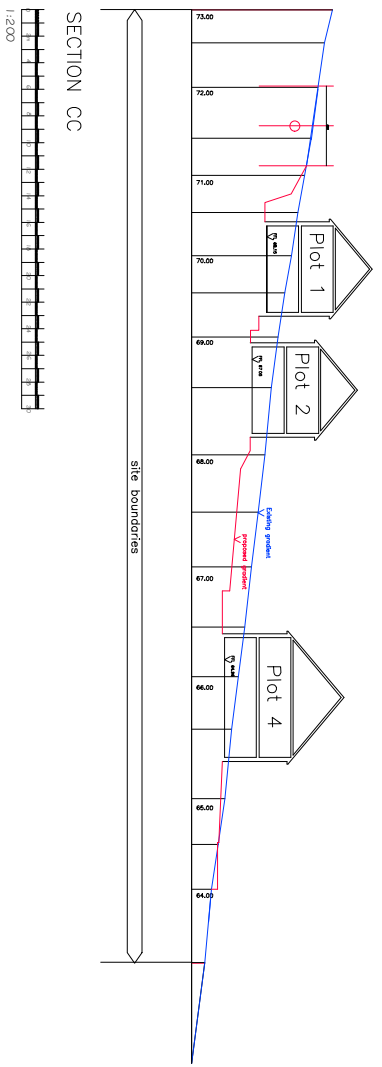 73.00
72.00
71.00
70.00
69.00
68.00
67.00
66.00
65.00
64.00
Plot 1
Plot 2
Plot 4
Existing gradient
proposed gradient
site boundaries
SECTION CC
1:200